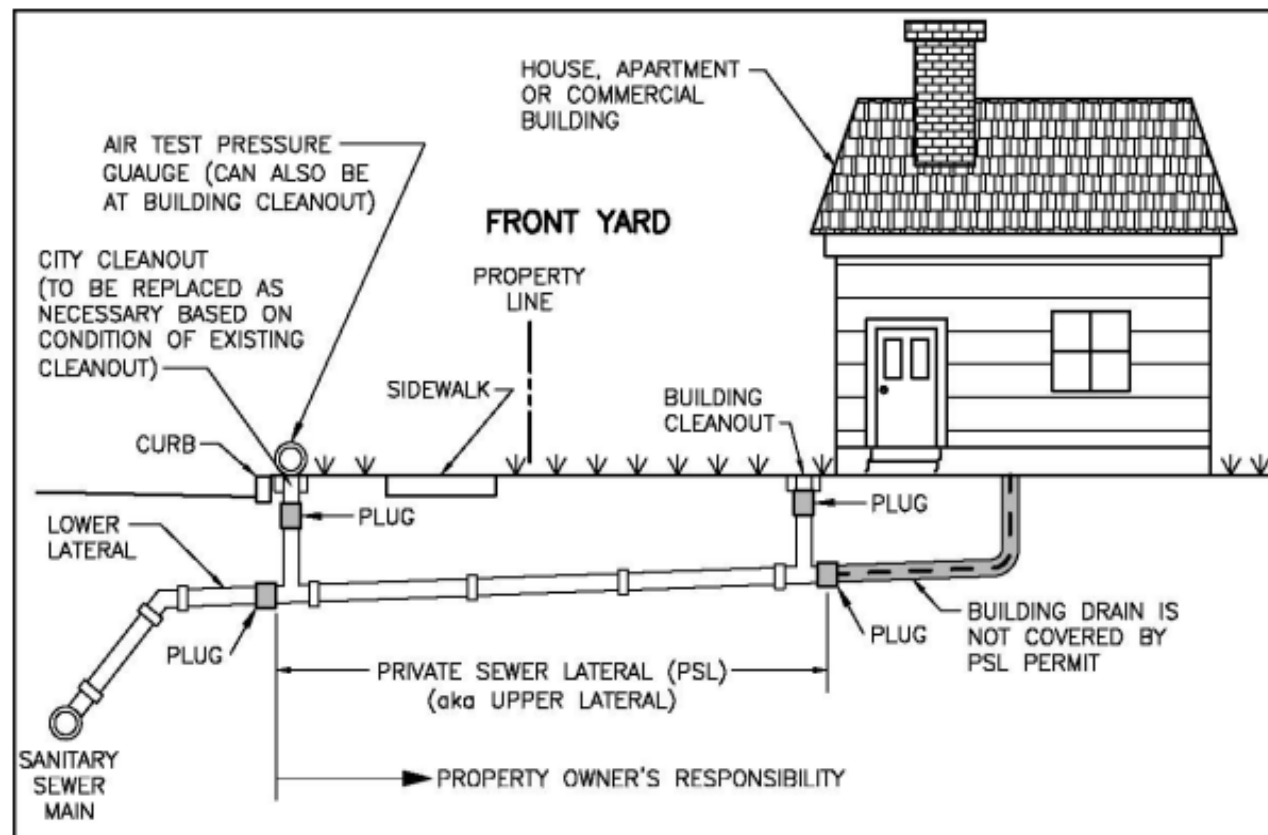 HOUSE, APARTMENT
OR COMMERCIAL
BUILDING
AIR TEST PRESSURE
GUAUGE (CAN ALSO BE
AT BUILDING CLEANOUT)
FRONT YARD
CITY CLEANOUT
(TO BE REPLACED AS
NECESSARY BASED ON
CONDITION OF EXISTING
CLEANOUT)
PROPERTY
LINE
SIDEWALK
BUILDING
CLEANOUT
CURB
PLUG
PLUG
LOWER
LATERAL
PLUG
PLUG
BUILDING DRAIN IS
NOT COVERED BY
PSL PERMIT
PRIVATE SEWER LATERAL (PSL)
(aka UPPER LATERAL)
SANITARY
SEWER
MAIN
PROPERTY OWNER'S RESPONSIBILITY